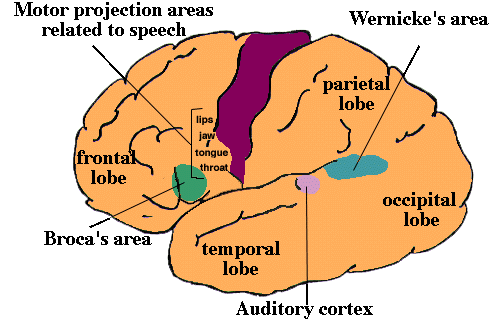 Motor projection areas
related to speech
Wernicke's area
parietal
lobe
lips
jaw
tongue
throat
frontal
lobe
occipital
lobe
Broca's area
temporal
lobe
Auditory cortex